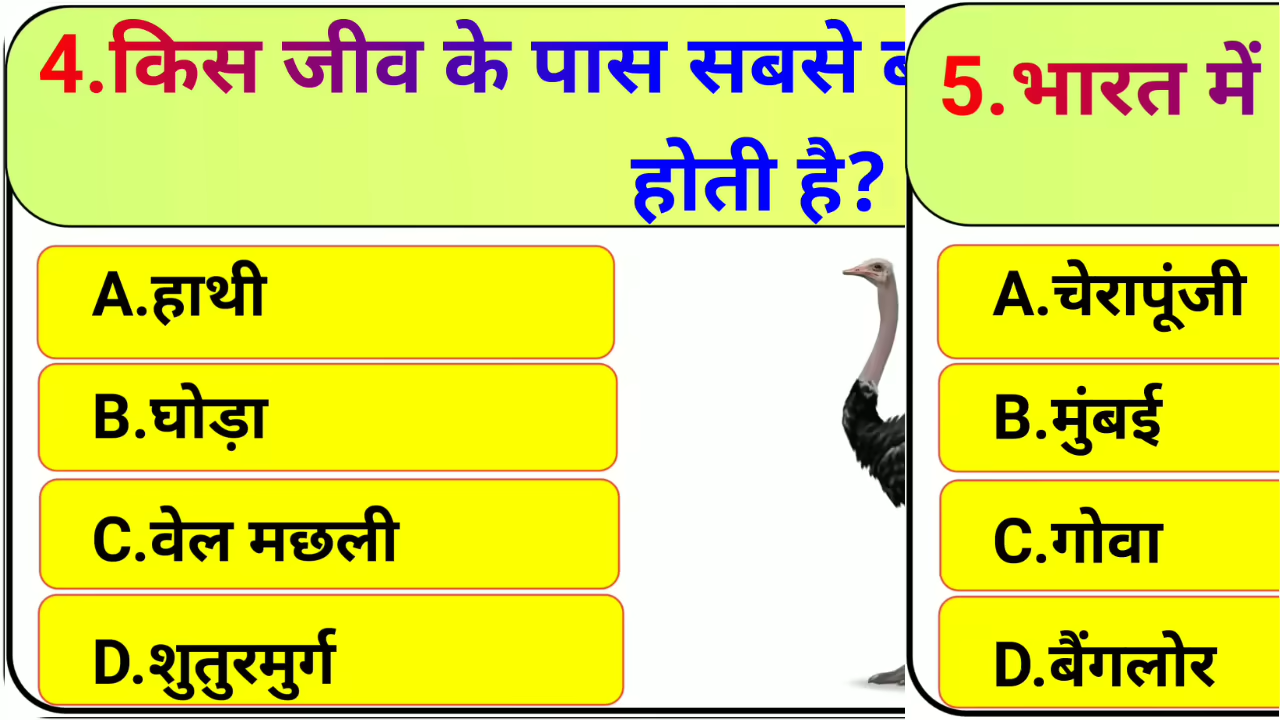 4.किस जीव के पास सबसे
होती है?
A.हाथी
B.घोड़ा
C.वेल मछली
D.शुतुरमुर्ग
5.भारत में
A.चेरापूंजी
B.मुंबई
C.गोवा
D.बैंगलोर